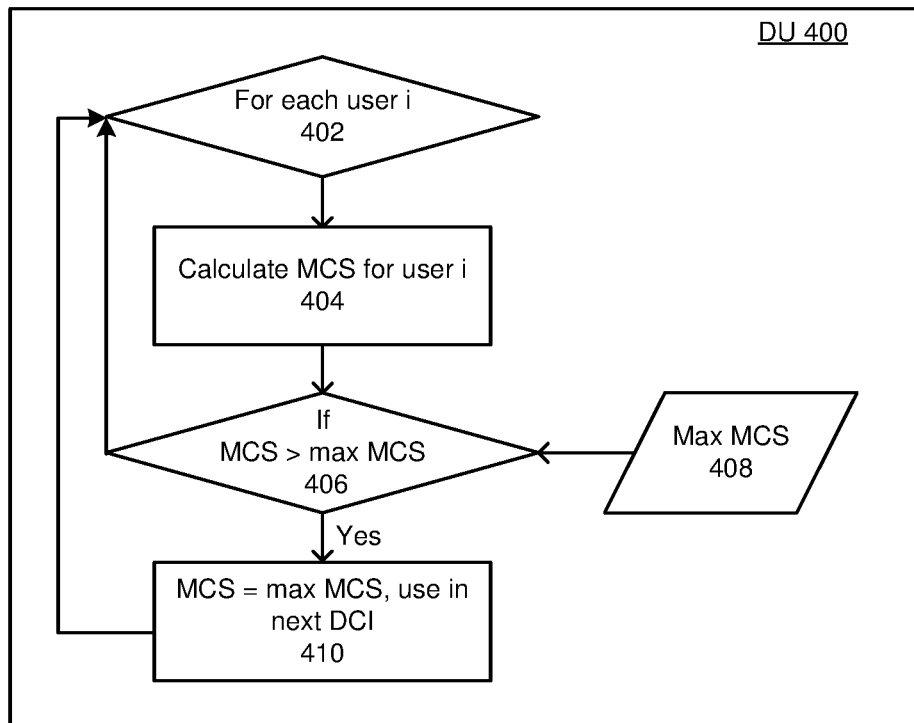 DU 400
For each user i
402
Calculate MCS for user i
404
If
MCS > max MCS
406
Max MCS
408
Yes
MCS = max MCS, use in
next DCI
410